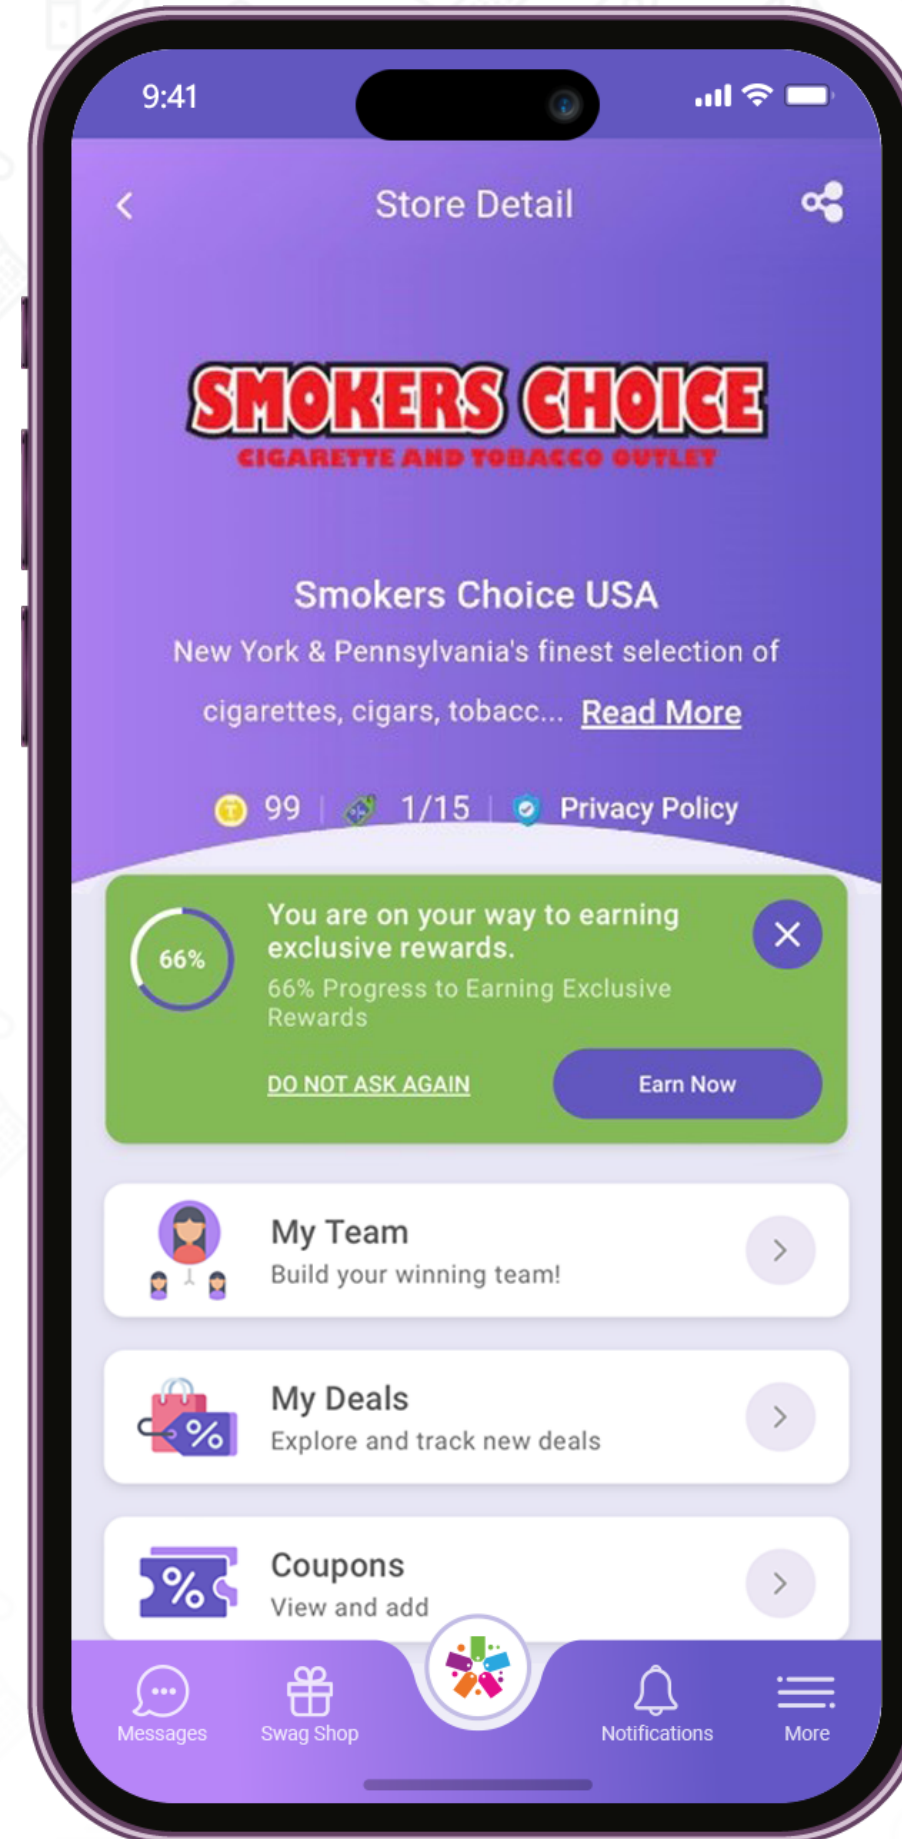 9:41
Store Detail
SMOKERS CHOICE
CIGARETTE AND TOBACCO OUTLET
Smokers Choice USA
New York & Pennsylvania's finest selection of
cigarettes, cigars, tobacc... Read More
99 | 1/15 | Privacy Policy
You are on your way to earning
exclusive rewards.
66%
66% Progress to Earning Exclusive
Rewards
DO NOT ASK AGAIN
Earn Now
My Team
Build your winning team!
My Deals
Explore and track new deals
Coupons
View and add
Messages
Swag Shop
Notifications
More